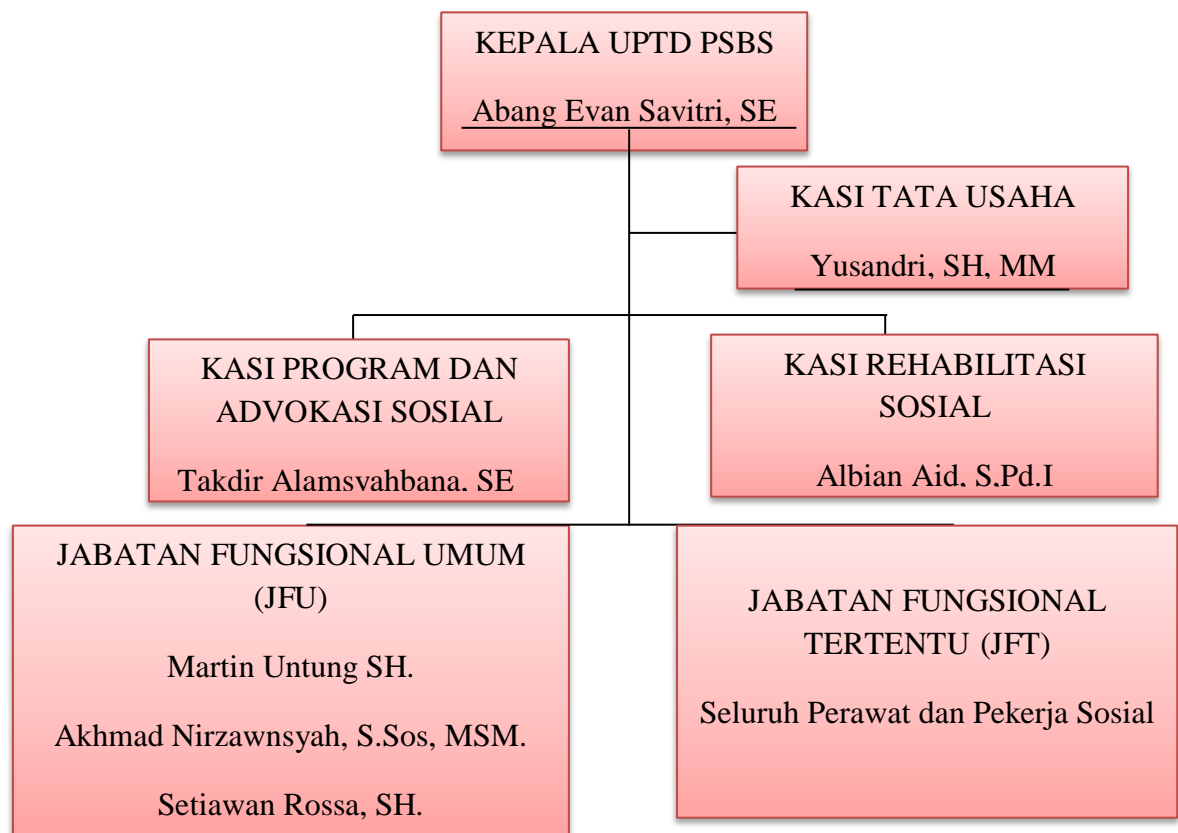 KEPALA UPTD PSBS
Abang Evan Savitri, SE
KASI TATA USAHA
Yusandri, SH, MM
KASI PROGRAM DAN
ADVOKASI SOSIAL
Takdir Alamsyahbana, SE
KASI REHABILITASI
SOSIAL
Albian Aid, S.Pd.I
JABATAN FUNGSIONAL UMUM
(JFU)
Martin Untung SH.
Akhmad Nirzawnsyah, S.Sos, MSM.
Setiawan Rossa, SH.
JABATAN FUNGSIONAL
TERTENTU (JFT)
Seluruh Perawat dan Pekerja Sosial